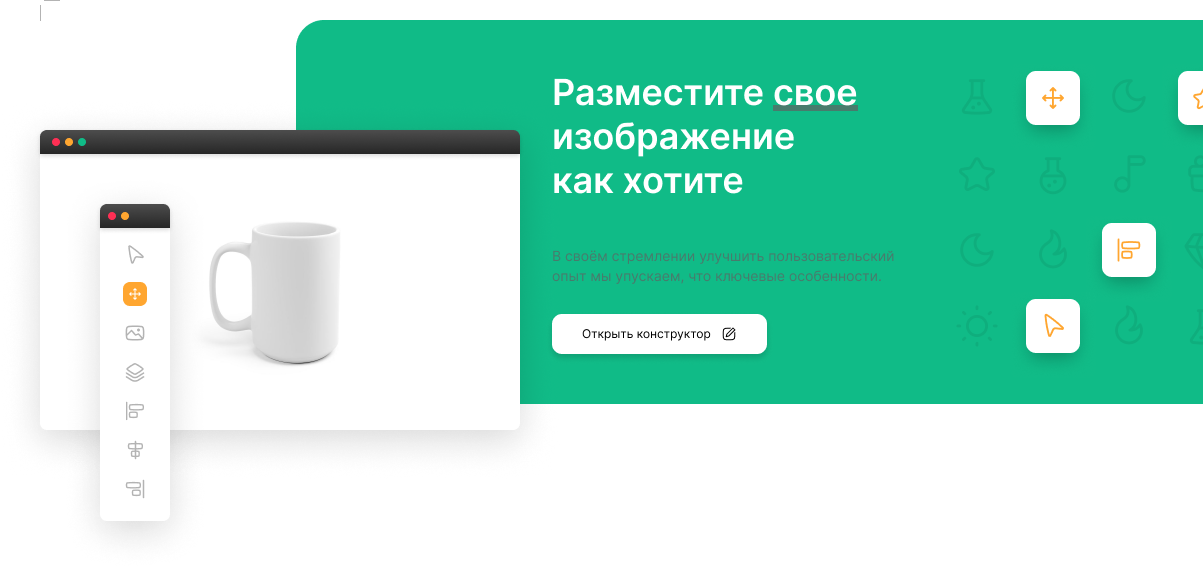 Разместите свое
изображение
как хотите
В своём стремлении улучшить пользовательский
опыт мы упускаем, что ключевые особенности.
Открыть конструктор